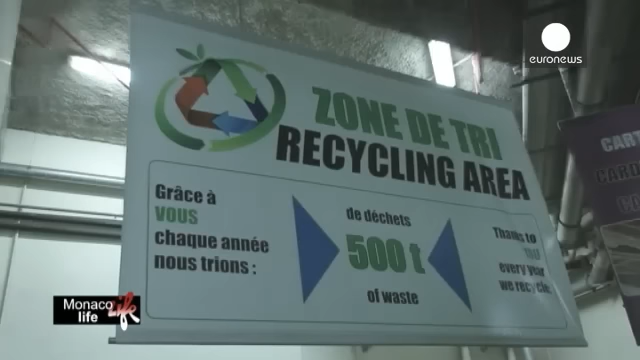 euronews
ZONE DE TRI
RECYCLING AREA
Grâce à
VOUS
chaque année
nous trions :
de déchets
500 t
of waste
Thanks to
every year
we recycle
Monaco
life Life